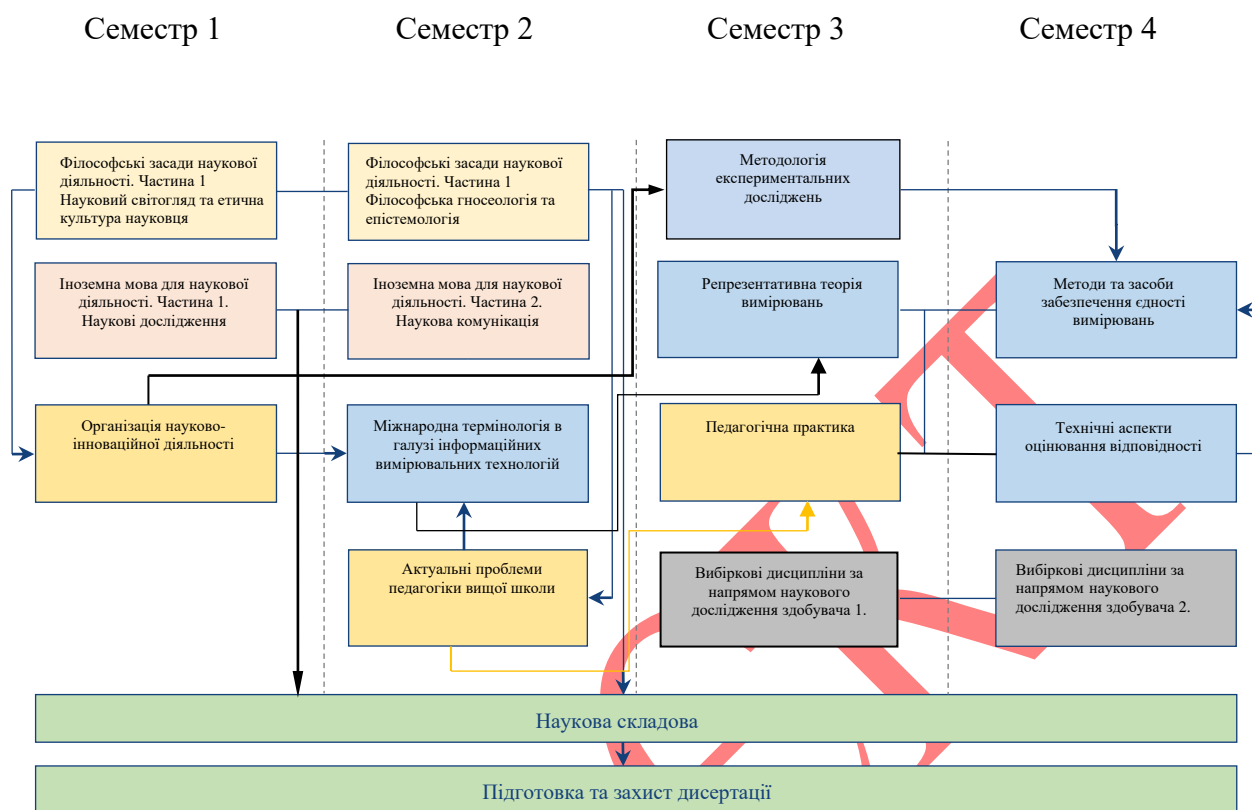 Семестр 1
Семестр 2
Семестр 3
Семестр 4
Філософські засади наукової
діяльності. Частина 1
Науковий світогляд та етична
культура науковця
Філософські засади наукової
діяльності. Частина 1
Філософська гносеологія та
епістемологія
Методологія
експериментальних
досліджень
Іноземна мова для наукової
діяльності. Частина 1.
Наукові дослідження
Іноземна мова для наукової
діяльності. Частина 2.
Наукова комунікація
Репрезентативна теорія
вимірювань
Методи та засоби
забезпечення єдності
вимірювань
Організація науково-
інноваційної діяльності
Міжнародна термінологія в
галузі інформаційних
вимірювальних технологій
Педагогічна практика
Технічні аспекти
оцінювання відповідності
Актуальні проблеми
педагогіки вищої школи
Вибіркові дисципліни за
напрямом наукового
дослідження здобувача 1.
Вибіркові дисципліни за
напрямом наукового
дослідження здобувача 2.
Наукова складова
Підготовка та захист дисертації